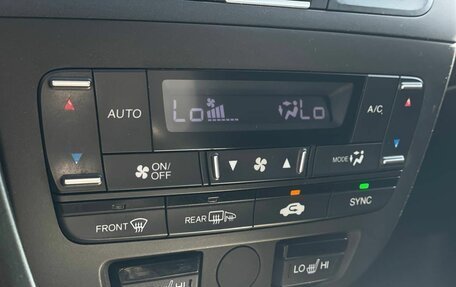 AUTO
Lo
Lo
A/C
ON/
OFF
MODE
FRONT
REAR
SYNC
HI
LO HI